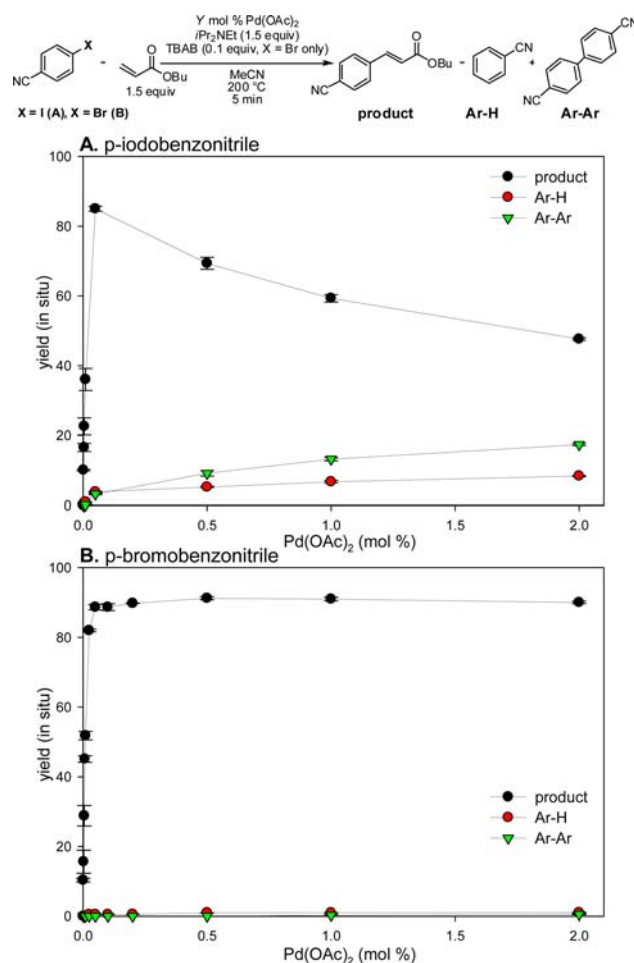 Y mol % Pd(OAc)2
iPr2NEt (1.5 equiv)
TBAB (0.1 equiv, X = Br only)
MeCN
200 °C
5 min
X
NC
X = I (A), X = Br (B)
-
O
OBu
1.5 equiv
O
OBu
NC
product
-
CN
Ar-H
+
CN
NC
Ar-Ar
A. p-iodobenzonitrile
yield (in situ)
100
80
60
40
20
0
product
Ar-H
Ar-Ar
0.0 0.5 1.0 1.5 2.0
Pd(OAc)2 (mol %)
B. p-bromobenzonitrile
yield (in situ)
100
80
60
40
20
0
product
Ar-H
Ar-Ar
0.0 0.5 1.0 1.5 2.0
Pd(OAc)2 (mol %)